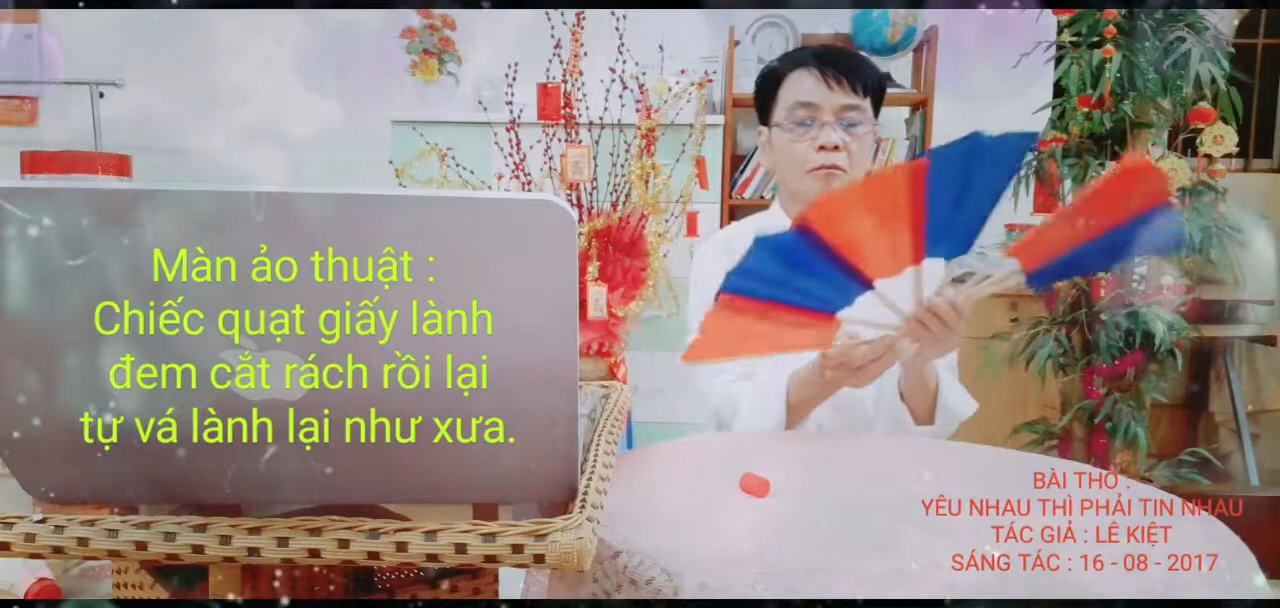 Màn ảo thuật :
Chiếc quạt giấy lành
đem cắt rách rồi lại
tự vá lành lại như xưa.
BÀI THƠ :
YÊU NHAU THÌ PHẢI TIN NHAU
TÁC GIẢ : LÊ KIỆT
SÁNG TÁC : 16 - 08 - 2017